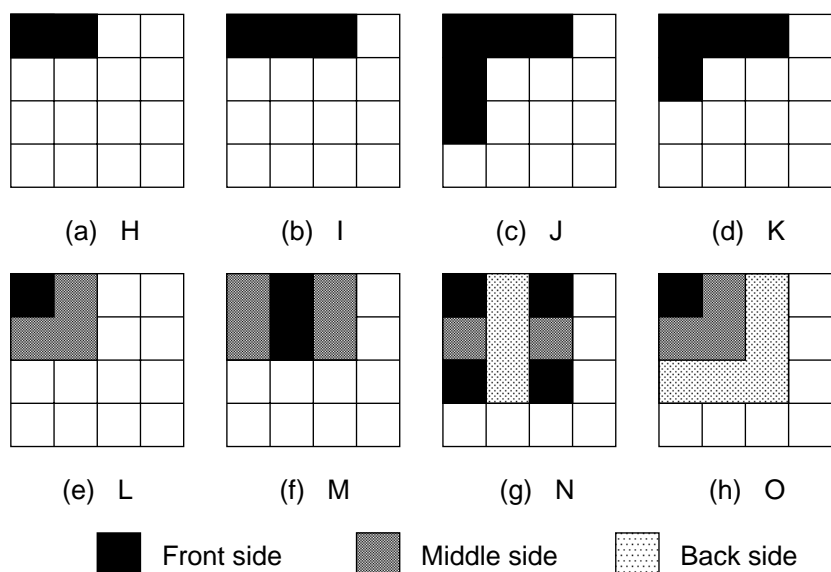 (a) H (b) I (c) J (d) K
(e) L (f) M (g) N (h) O
Front side Middle side Back side